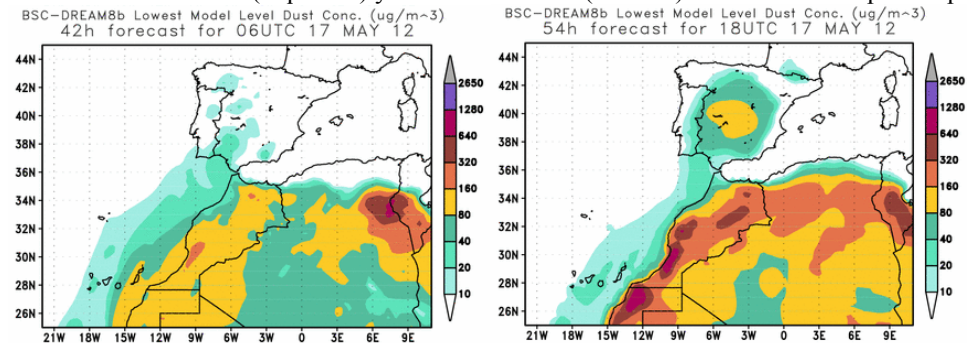 BSC-DREAM8b Lowest Model Level Dust Conc. (ug/m^3)
42h forecast for 06UTC 17 MAY 12
44N
42N
40N
38N
36N
34N
32N
30N
28N
26N
21W 18W 15W 12W 9W 6W 3W 0 3E 6E 9E
2650
1280
640
320
160
80
40
20
10
BSC-DREAM8b Lowest Model Level Dust Conc. (ug/m^3)
54h forecast for 18UTC 17 MAY 12
44N
42N
40N
38N
36N
34N
32N
30N
28N
26N
21W 18W 15W 12W 9W 6W 3W 0 3E 6E 9E
2650
1280
640
320
160
80
40
20
10